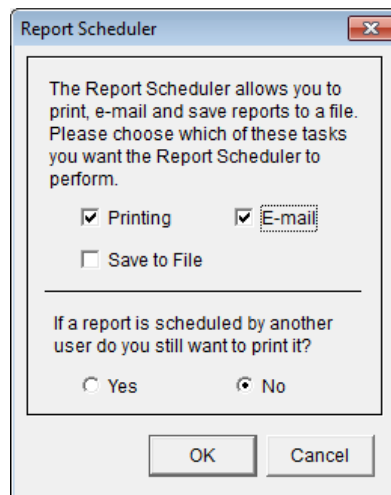 Report Scheduler
The Report Scheduler allows you to
print, e-mail and save reports to a file.
Please choose which of these tasks
you want the Report Scheduler to
perform.
Printing E-mail
Save to File
If a report is scheduled by another
user do you still want to print it?
Yes No
OK Cancel